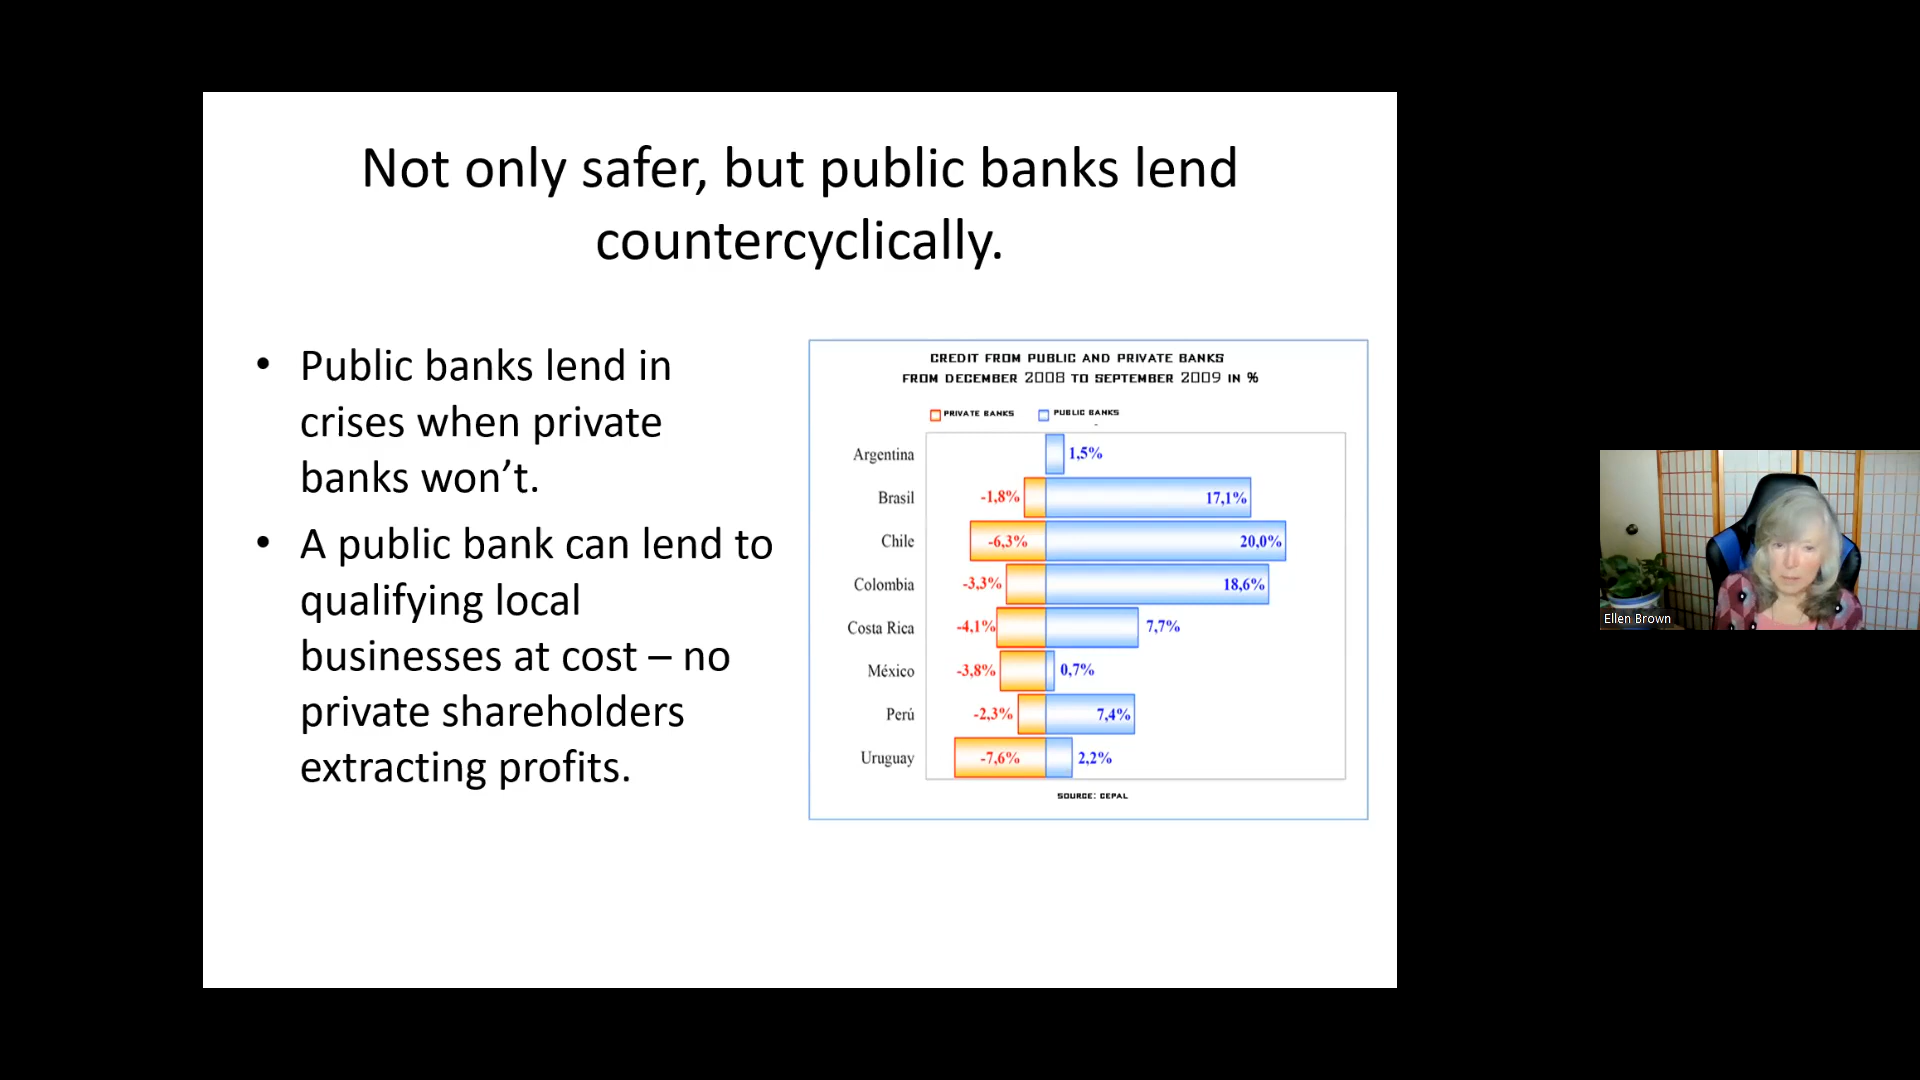 Not only safer, but public banks lend
countercyclically.
• Public banks lend in
crises when private
banks won’t.
• A public bank can lend to
qualifying local
businesses at cost – no
private shareholders
extracting profits.
CREDIT FROM PUBLIC AND PRIVATE BANKS
FROM DECEMBER 2008 TO SEPTEMBER 2009 IN %
PRIVATE BANKS PUBLIC BANKS
Argentina 1,5%
Brasil -1,8% 17,1%
Chile -6,3% 20,0%
Colombia -3,3% 18,6%
Costa Rica -4,1% 7,7%
México -3,8% 0,7%
Perú -2,3% 7,4%
Uruguay -7,6% 2,2%
SOURCE: CEPAL
Ellen Brown